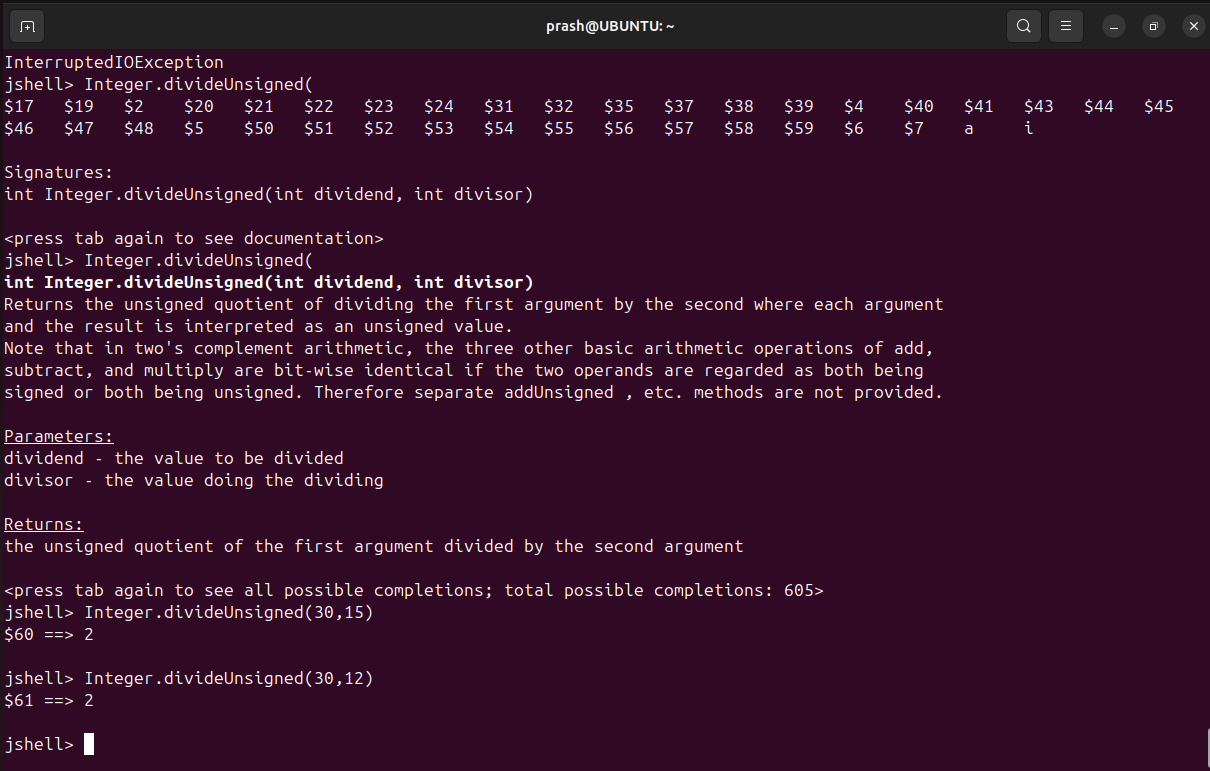 prash@UBUNTU: ~
InterruptedIOException
jshell> Integer.divideUnsigned(
$17   $19   $2    $20   $21   $22   $23   $24   $31   $32   $35   $37   $38   $39   $4    $40   $41   $43   $44   $45
$46   $47   $48   $5    $50   $51   $52   $53   $54   $55   $56   $57   $58   $59   $6    $7    a     i
Signatures:
int Integer.divideUnsigned(int dividend, int divisor)
<press tab again to see documentation>
jshell> Integer.divideUnsigned(
int Integer.divideUnsigned(int dividend, int divisor)
Returns the unsigned quotient of dividing the first argument by the second where each argument
and the result is interpreted as an unsigned value.
Note that in two's complement arithmetic, the three other basic arithmetic operations of add,
subtract, and multiply are bit-wise identical if the two operands are regarded as both being
signed or both being unsigned. Therefore separate addUnsigned , etc. methods are not provided.
Parameters:
dividend - the value to be divided
divisor - the value doing the dividing
Returns:
the unsigned quotient of the first argument divided by the second argument
<press tab again to see all possible completions; total possible completions: 605>
jshell> Integer.divideUnsigned(30,15)
$60 ==> 2
jshell> Integer.divideUnsigned(30,12)
$61 ==> 2
jshell>